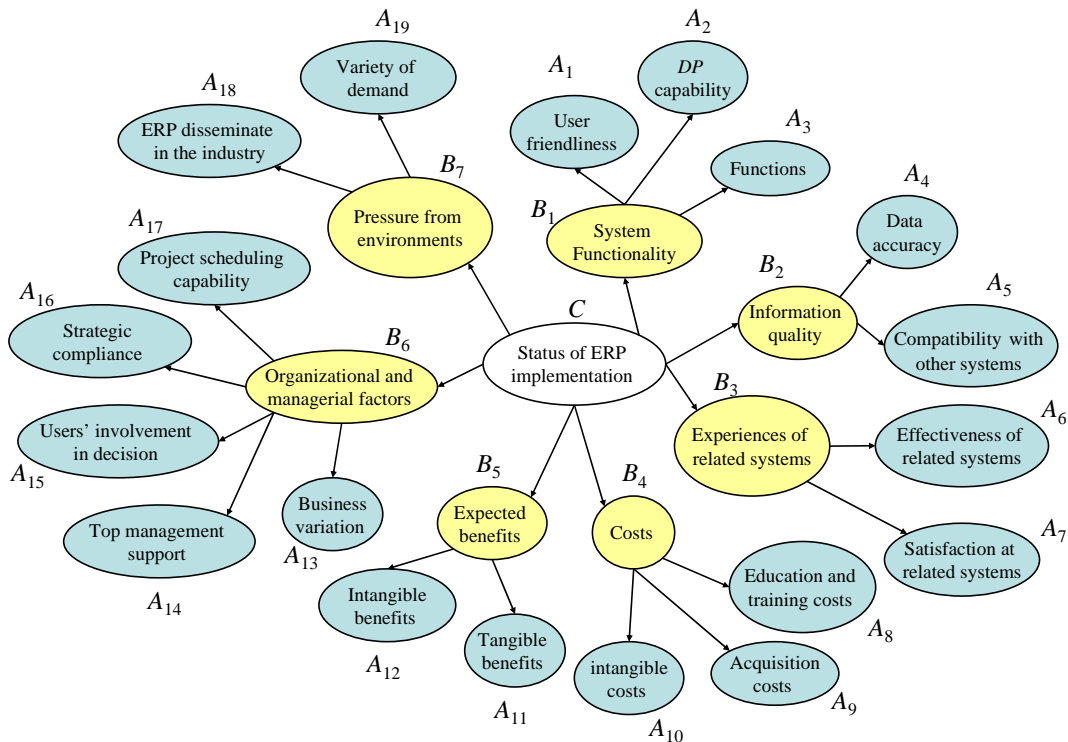 A19
Variety of
demand
A2
DP
capability
A1
User
friendliness
A18
ERP disseminate
in the industry
A3
Functions
B7
Pressure from
environments
B1
System
Functionality
A4
Data
accuracy
A17
Project scheduling
capability
B2
Information
quality
A5
Compatibility with
other systems
A16
Strategic
compliance
C
Status of ERP
implementation
B6
Organizational and
managerial factors
B3
Experiences of
related systems
A6
Effectiveness of
related systems
Users' involvement
in decision
A15
B5
Expected
benefits
B4
Costs
Business
variation
A13
Top management
support
A14
A7
Satisfaction at
related systems
Education and
training costs
A8
Intangible
benefits
A12
Tangible
benefits
A11
intangible
costs
A10
Acquisition
costs
A9